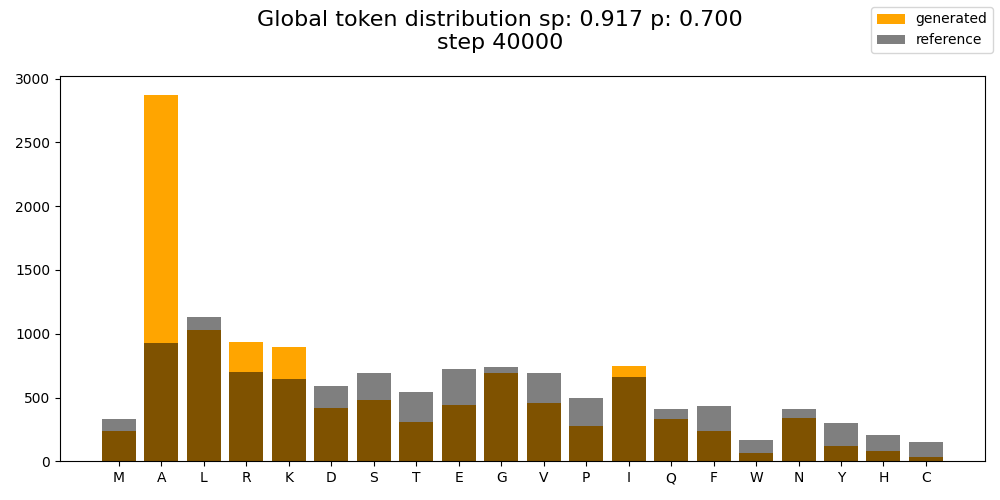 Global token distribution sp: 0.917 p: 0.700
step 40000
generated
reference
3000
2500
2000
1500
1000
500
0
M A L R K D S T E G V P I Q F W N Y H C